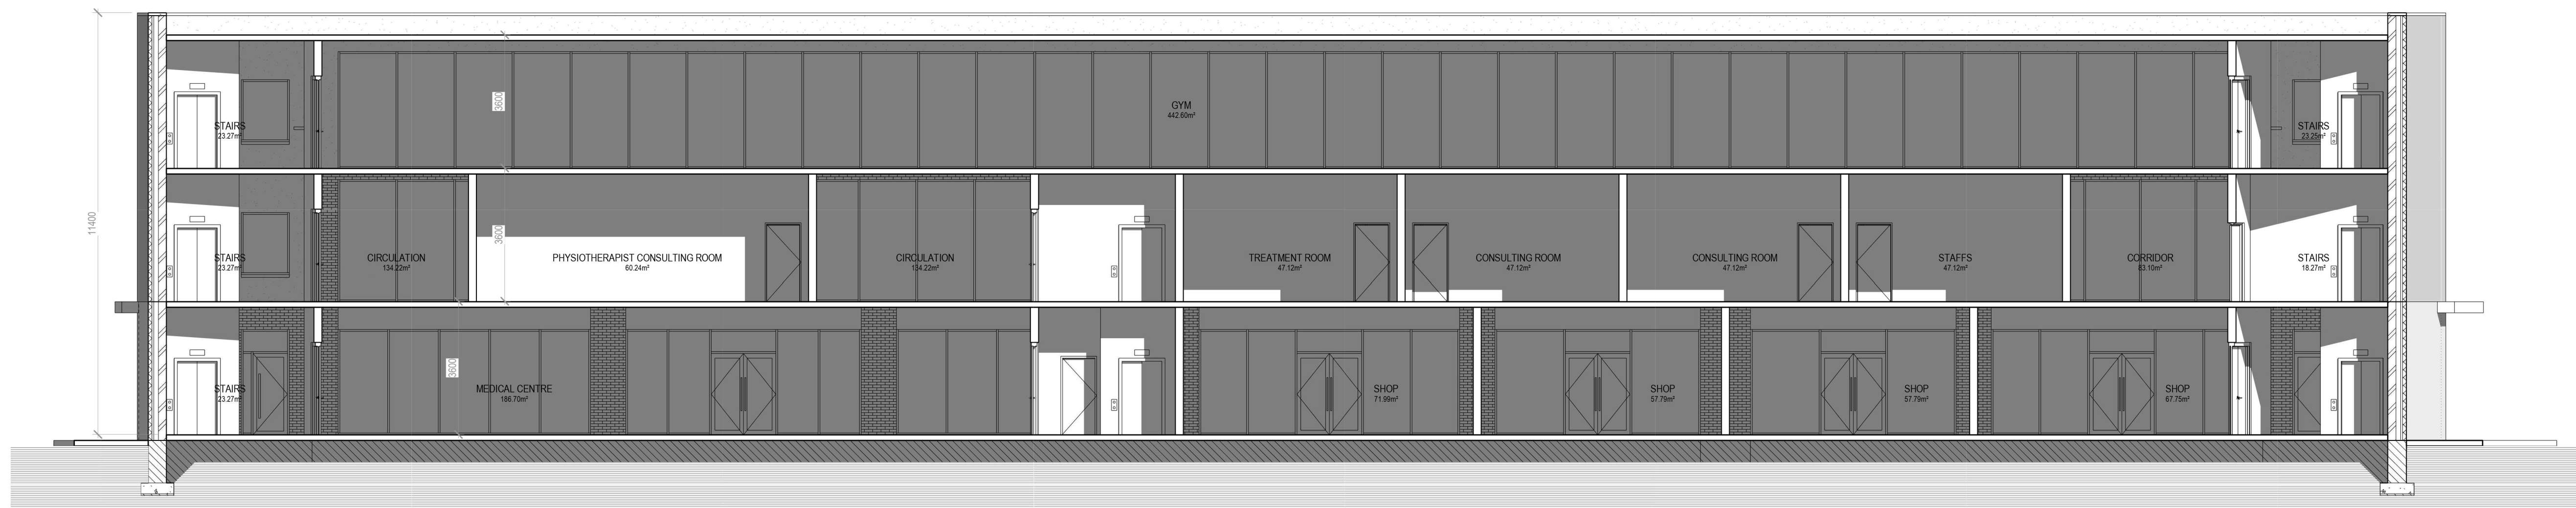 GYM
442.60m²
3600
STAIRS
23.27m²
STAIRS
23.25m²
11400
3600
STAIRS
23.27m²
CIRCULATION
134.22m²
PHYSIOTHERAPIST CONSULTING ROOM
60.24m²
CIRCULATION
134.22m²
TREATMENT ROOM
47.12m²
CONSULTING ROOM
47.12m²
CONSULTING ROOM
47.12m²
STAFFS
47.12m²
CORRIDOR
83.10m²
STAIRS
18.27m²
3600
STAIRS
23.27m²
MEDICAL CENTRE
186.70m²
SHOP
71.99m²
SHOP
57.79m²
SHOP
57.79m²
SHOP
67.75m²